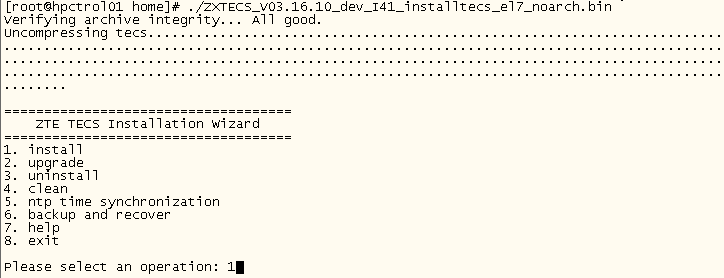 [root@hpctrol01 home]# ./ZXTECS_V03.16.10_dev_I41_installtecs_el7_noarch.bin
Verifying archive integrity... All good.
Uncompressing tecs.........................................................................
..........................................................................................
..........................................................................................
..........................................................................................
........
====================================
ZTE TECS Installation Wizard
====================================
1. install
2. upgrade
3. uninstall
4. clean
5. ntp time synchronization
6. backup and recover
7. help
8. exit
Please select an operation: 1